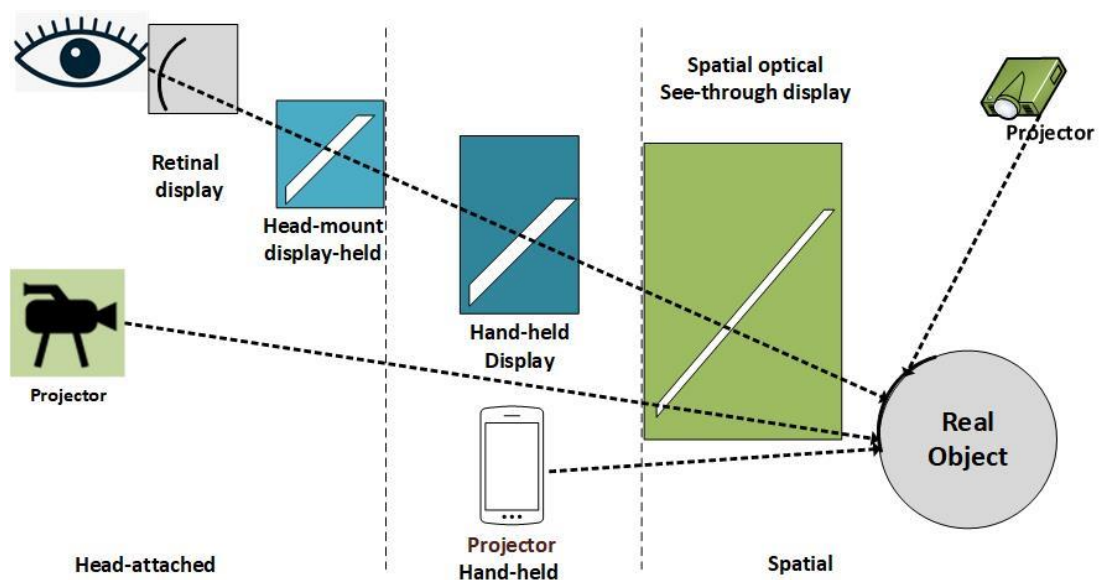 Spatial optical
See-through display
Projector
Retinal
display
Head-mount
display-held
Hand-held
Display
Projector
Real
Object
Projector
Hand-held
Head-attached
Spatial